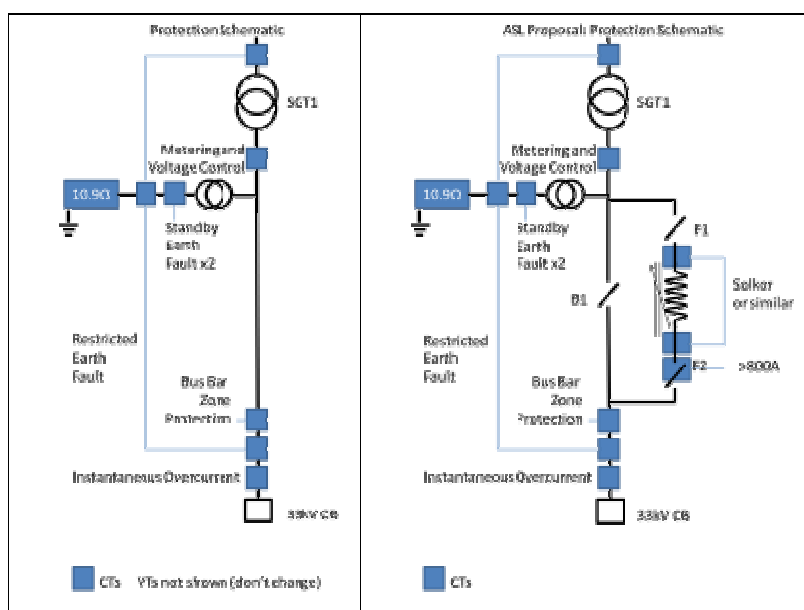 Protection Schematic
SGT1
Metering and
Voltage Control
10.9Ω
Standby
Earth
Fault x2
Restricted
Earth
Fault
Bus Bar
Zone
Protection
Instantaneous Overcurrent
33kV CB
CTs VTs not shown (don't change)
ASL Proposal: Protection Schematic
SGT1
Metering and
Voltage Control
10.9Ω
Standby
Earth
Fault x2
F1
B1
Solkor
or similar
F2
>800A
Restricted
Earth
Fault
Bus Bar
Zone
Protection
Instantaneous Overcurrent
33kV CB
CTs